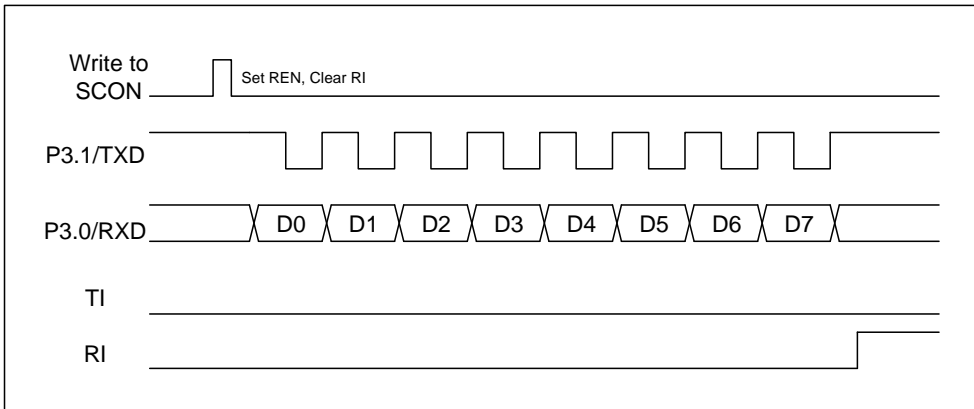 Write to
SCON
Set REN, Clear RI
P3.1/TXD
P3.0/RXD
D0 D1 D2 D3 D4 D5 D6 D7
TI
RI